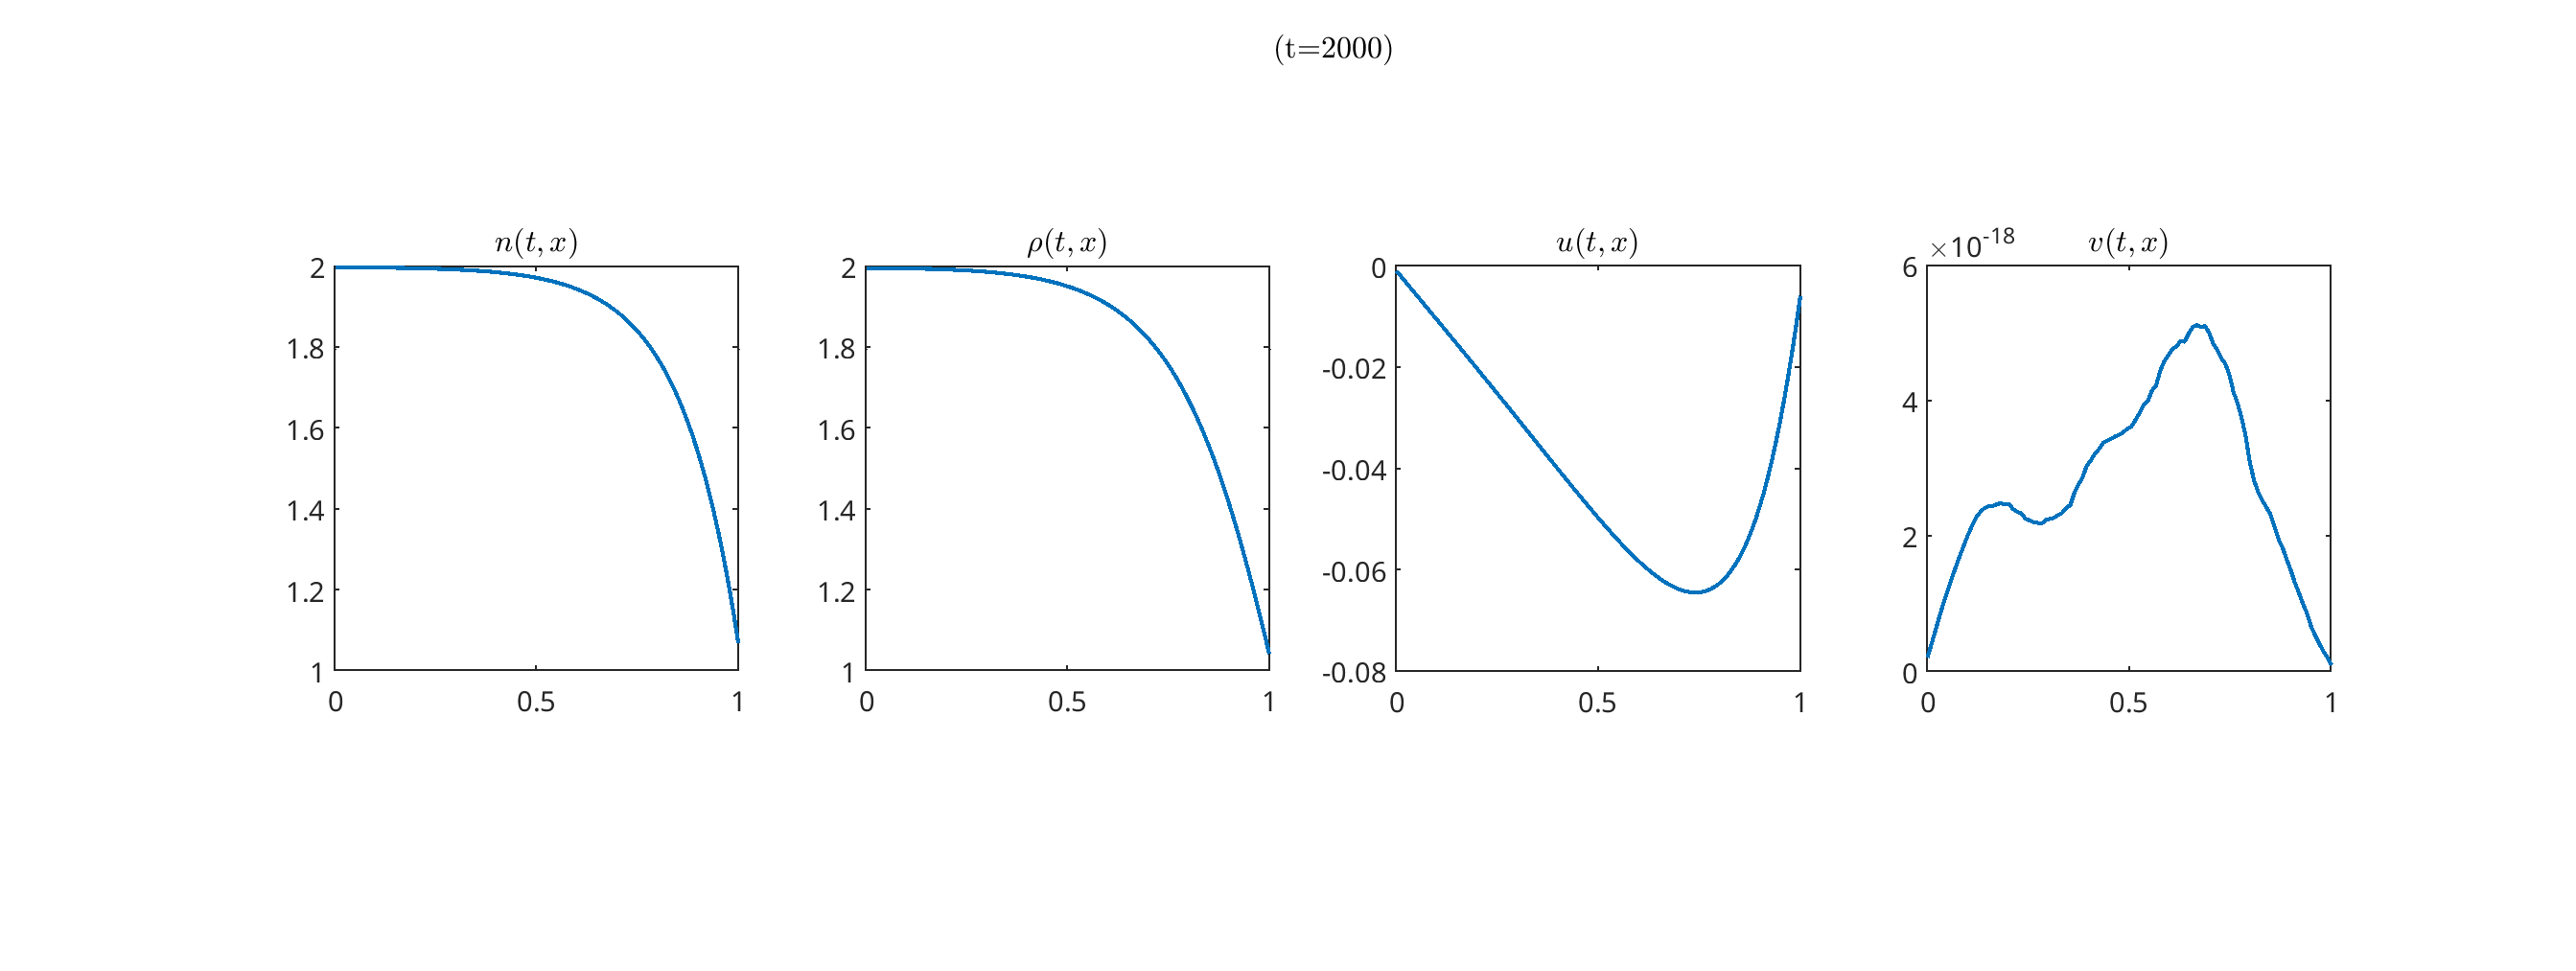 (t=2000)
n(t, x)
2
1.8
1.6
1.4
1.2
1
0 0.5 1
ρ(t, x)
2
1.8
1.6
1.4
1.2
1
0 0.5 1
u(t, x)
0
-0.02
-0.04
-0.06
-0.08
0 0.5 1
×10^-18 v(t, x)
6
4
2
0
0 0.5 1